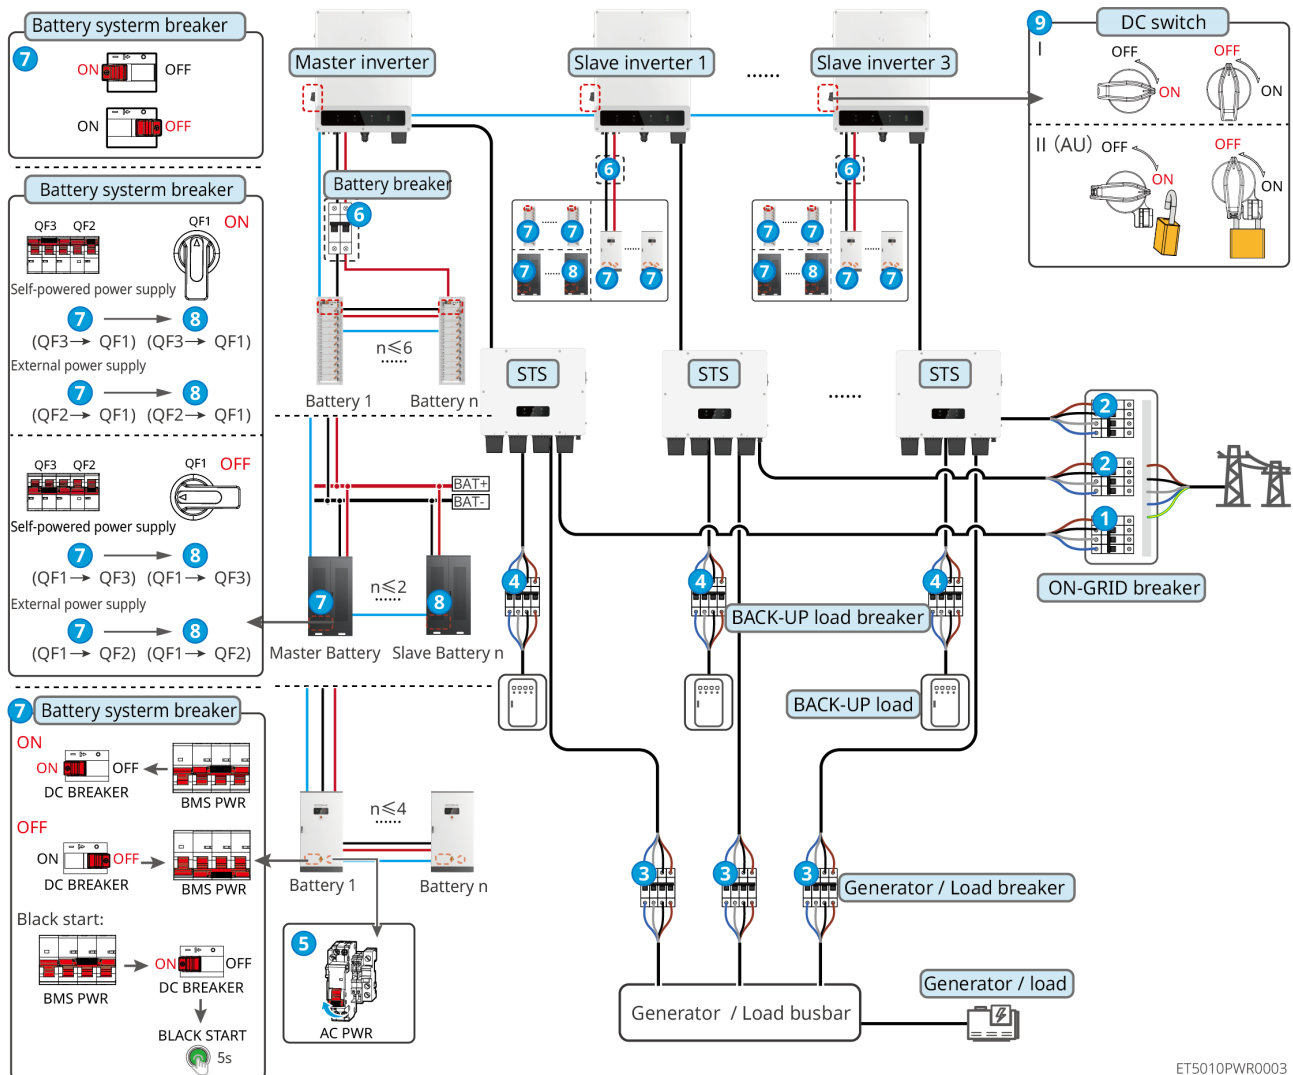 Battery systerm breaker
7
ON
OFF
ON
OFF
Battery systerm breaker
QF3 QF2
QF1
ON
Self-powered power supply
7
8
(QF3→ QF1) (QF3→ QF1)
External power supply
7
8
(QF2→ QF1) (QF2→ QF1)
QF3 QF2
QF1
OFF
Self-powered power supply
7
8
(QF1→ QF3) (QF1→ QF3)
External power supply
7
8
(QF1→ QF2) (QF1→ QF2)
7
Battery systerm breaker
ON
ON
OFF
DC BREAKER
BMS PWR
OFF
ON
OFF
DC BREAKER
BMS PWR
Black start:
BMS PWR
ON
OFF
DC BREAKER
BLACK START
5s
Master inverter
Slave inverter 1
......
Slave inverter 3
Battery breaker
6
6
6
7
7
7
8
7
7
7
7
7
8
7
7
n≤6
......
Battery 1
Battery n
STS
STS
......
STS
BAT+
BAT-
7
n≤2
8
Master Battery
Slave Battery n
n≤4
......
Battery 1
Battery n
5
AC PWR
9
DC switch
I
OFF
ON
OFF
ON
II (AU)
OFF
ON
OFF
ON
2
2
1
ON-GRID breaker
4
4
4
BACK-UP load breaker
BACK-UP load
3
3
3
Generator / Load breaker
Generator / load
Generator / Load busbar
ET5010PWR0003